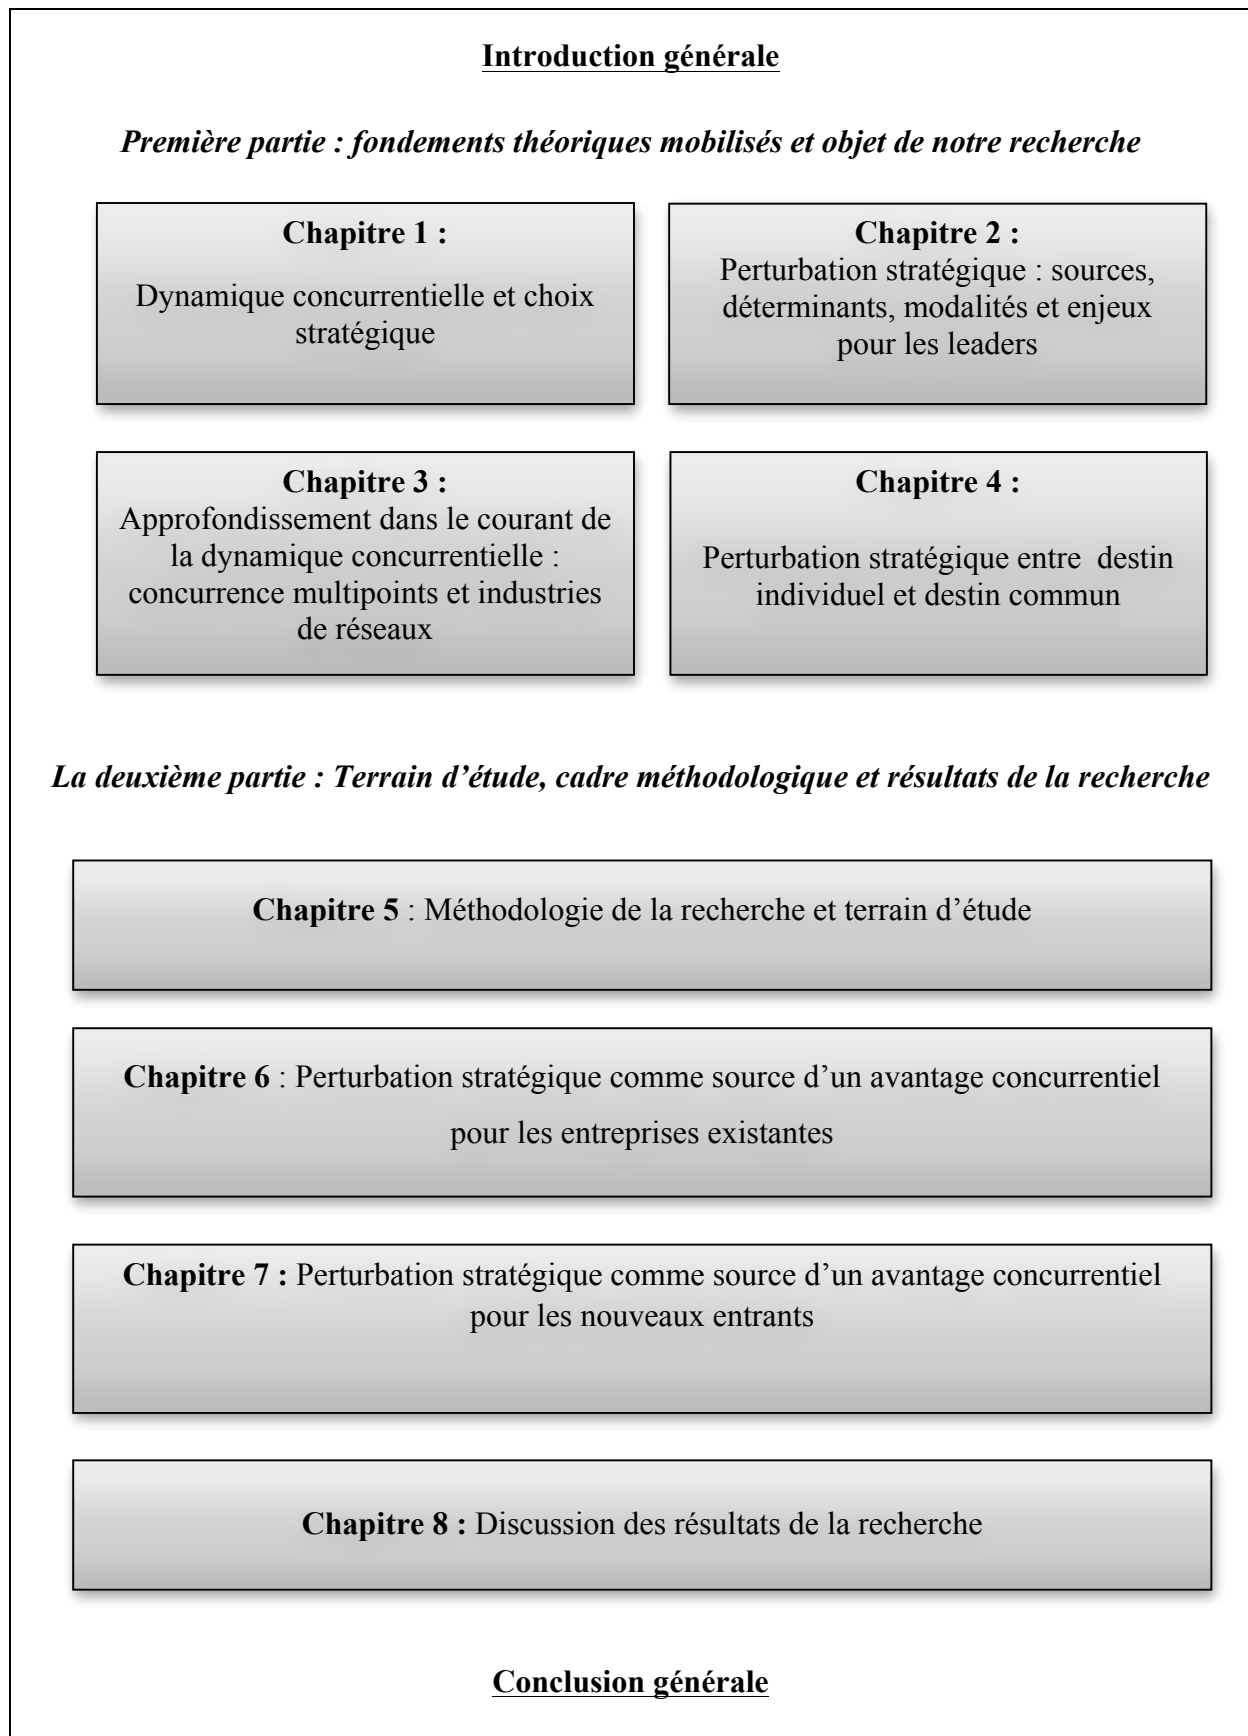 Introduction générale
Première partie : fondements théoriques mobilisés et objet de notre recherche
Chapitre 1 :
Dynamique concurrentielle et choix
stratégique
Chapitre 2 :
Perturbation stratégique : sources,
déterminants, modalités et enjeux
pour les leaders
Chapitre 3 :
Approfondissement dans le courant de
la dynamique concurrentielle :
concurrence multipoints et industries
de réseaux
Chapitre 4 :
Perturbation stratégique entre  destin
individuel et destin commun
La deuxième partie : Terrain d’étude, cadre méthodologique et résultats de la recherche
Chapitre 5 : Méthodologie de la recherche et terrain d’étude
Chapitre 6 : Perturbation stratégique comme source d’un avantage concurrentiel
pour les entreprises existantes
Chapitre 7 : Perturbation stratégique comme source d’un avantage concurrentiel
pour les nouveaux entrants
Chapitre 8 : Discussion des résultats de la recherche
Conclusion générale